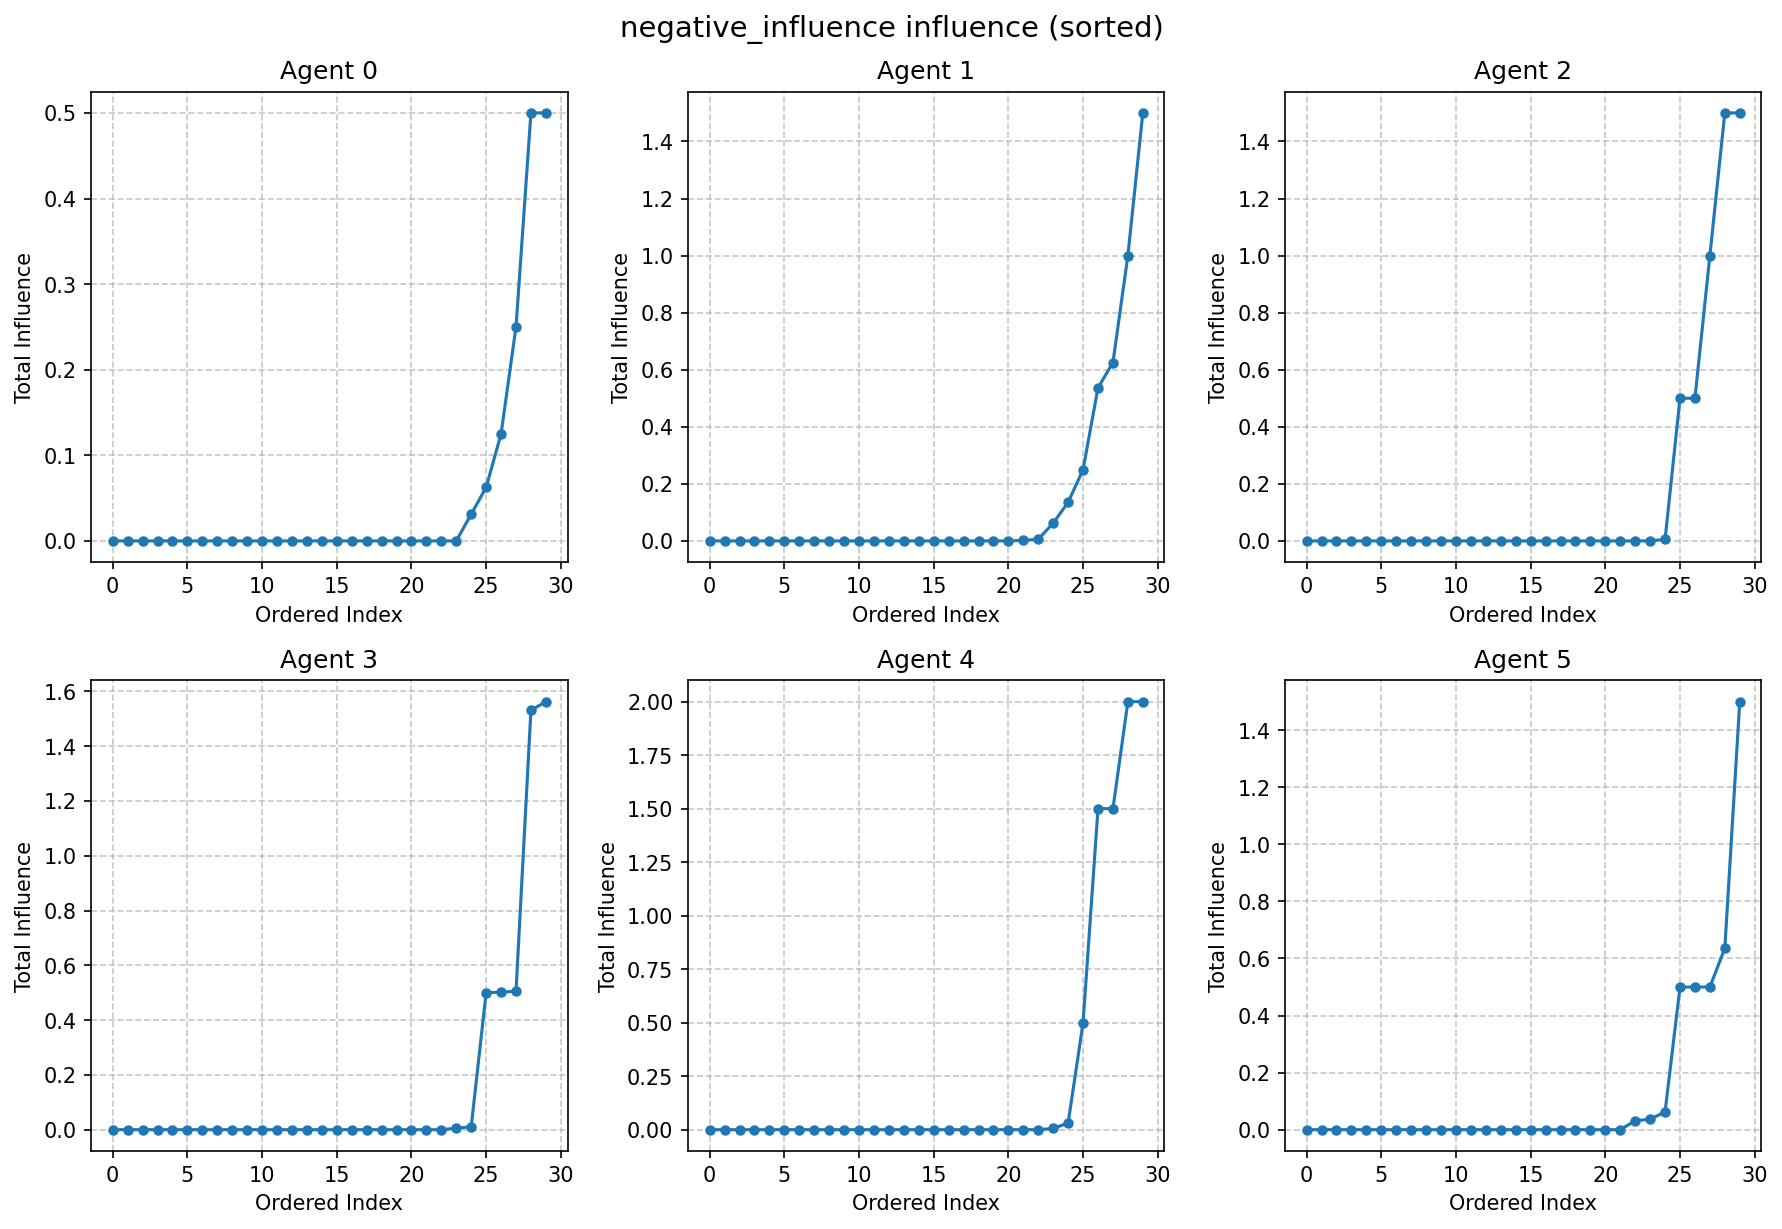 negative_influence influence (sorted)
Agent 0
Agent 1
Agent 2
0.5
0.4
0.3
0.2
0.1
0.0
Total Influence
0 5 10 15 20 25 30
Ordered Index
1.4
1.2
1.0
0.8
0.6
0.4
0.2
0.0
Total Influence
0 5 10 15 20 25 30
Ordered Index
1.4
1.2
1.0
0.8
0.6
0.4
0.2
0.0
Total Influence
0 5 10 15 20 25 30
Ordered Index
Agent 3
Agent 4
Agent 5
1.6
1.4
1.2
1.0
0.8
0.6
0.4
0.2
0.0
Total Influence
0 5 10 15 20 25 30
Ordered Index
2.00
1.75
1.50
1.25
1.00
0.75
0.50
0.25
0.00
Total Influence
0 5 10 15 20 25 30
Ordered Index
1.4
1.2
1.0
0.8
0.6
0.4
0.2
0.0
Total Influence
0 5 10 15 20 25 30
Ordered Index